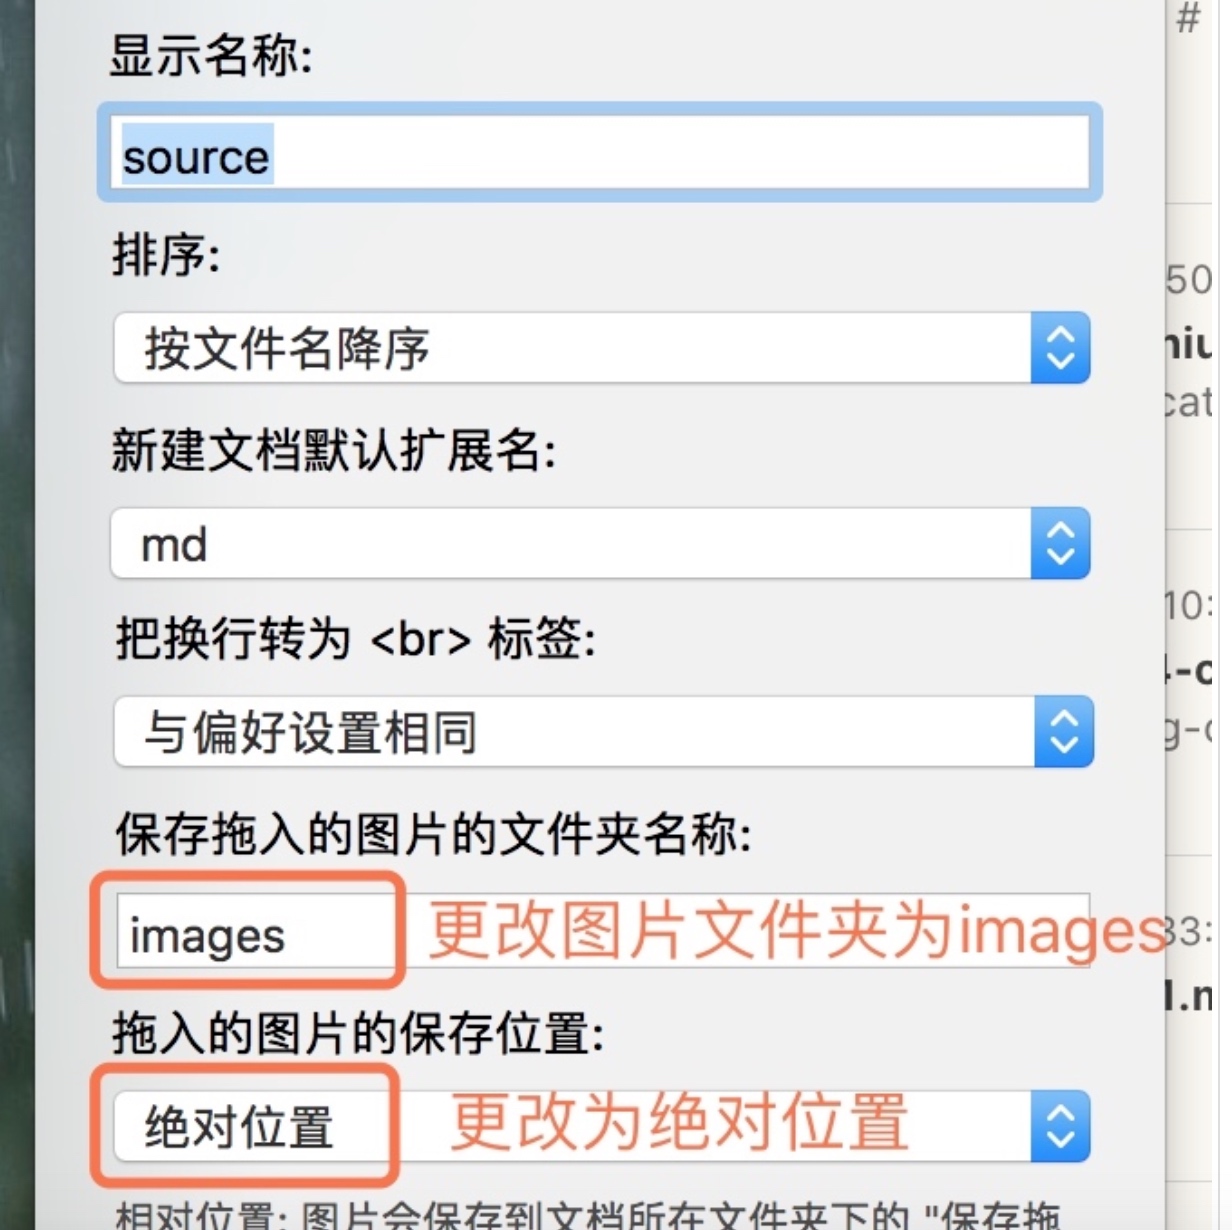 #
显示名称:
source
排序:
50
按文件名降序
niu
cat
新建文档默认扩展名:
md
10:
把换行转为 <br> 标签:
4-c
与偏好设置相同
g-c
保存拖入的图片的文件夹名称:
images 更改图片文件夹为images
33:
1.n
拖入的图片的保存位置:
绝对位置 更改为绝对位置
相对位置: 图片会保存到文档所在文件夹下的 "保存拖